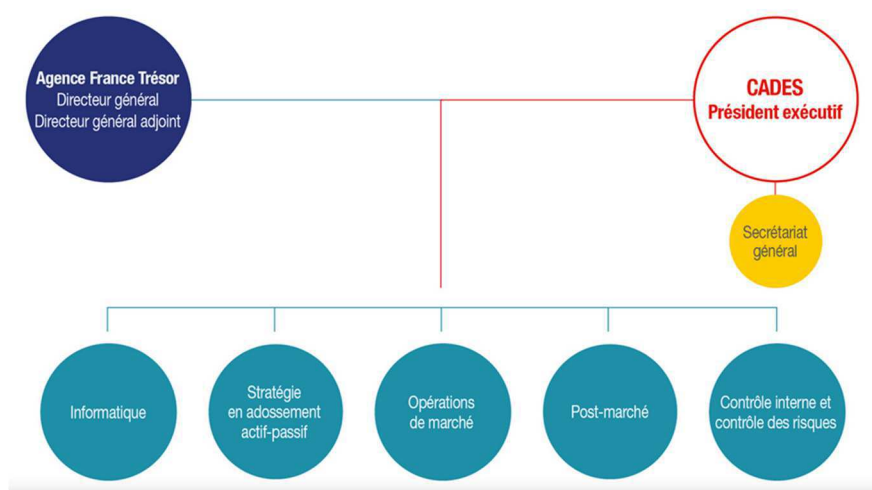 Agence France Trésor
Directeur général
Directeur général adjoint
CADES
Président exécutif
Secrétariat
général
Informatique
Stratégie
en adossement
actif-passif
Opérations
de marché
Post-marché
Contrôle interne et
contrôle des risques